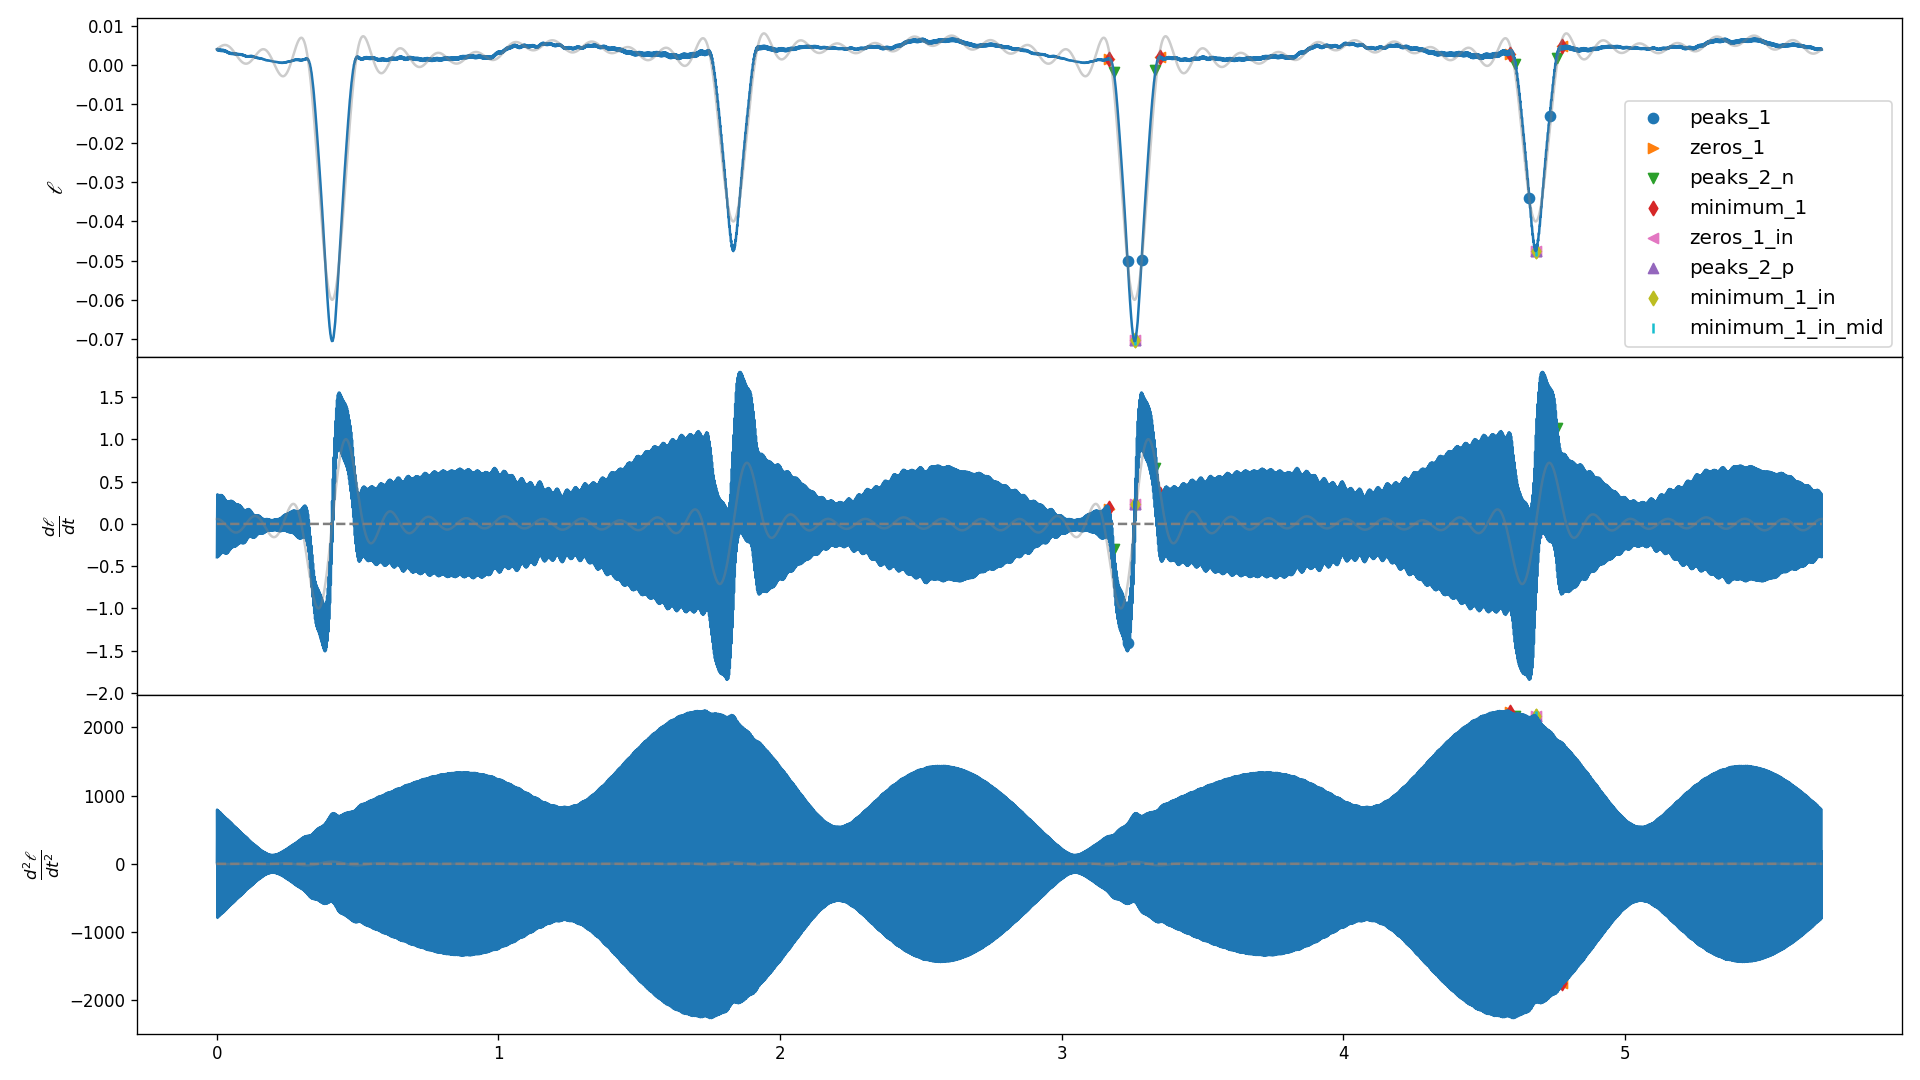 0.01
0.00
−0.01
−0.02
−0.03
−0.04
−0.05
−0.06
−0.07
ℓ
peaks_1
zeros_1
peaks_2_n
minimum_1
zeros_1_in
peaks_2_p
minimum_1_in
minimum_1_in_mid
1.5
1.0
0.5
0.0
−0.5
−1.0
−1.5
−2.0
dℓ
dt
2000
1000
0
−1000
−2000
d²ℓ
dt²
0 1 2 3 4 5